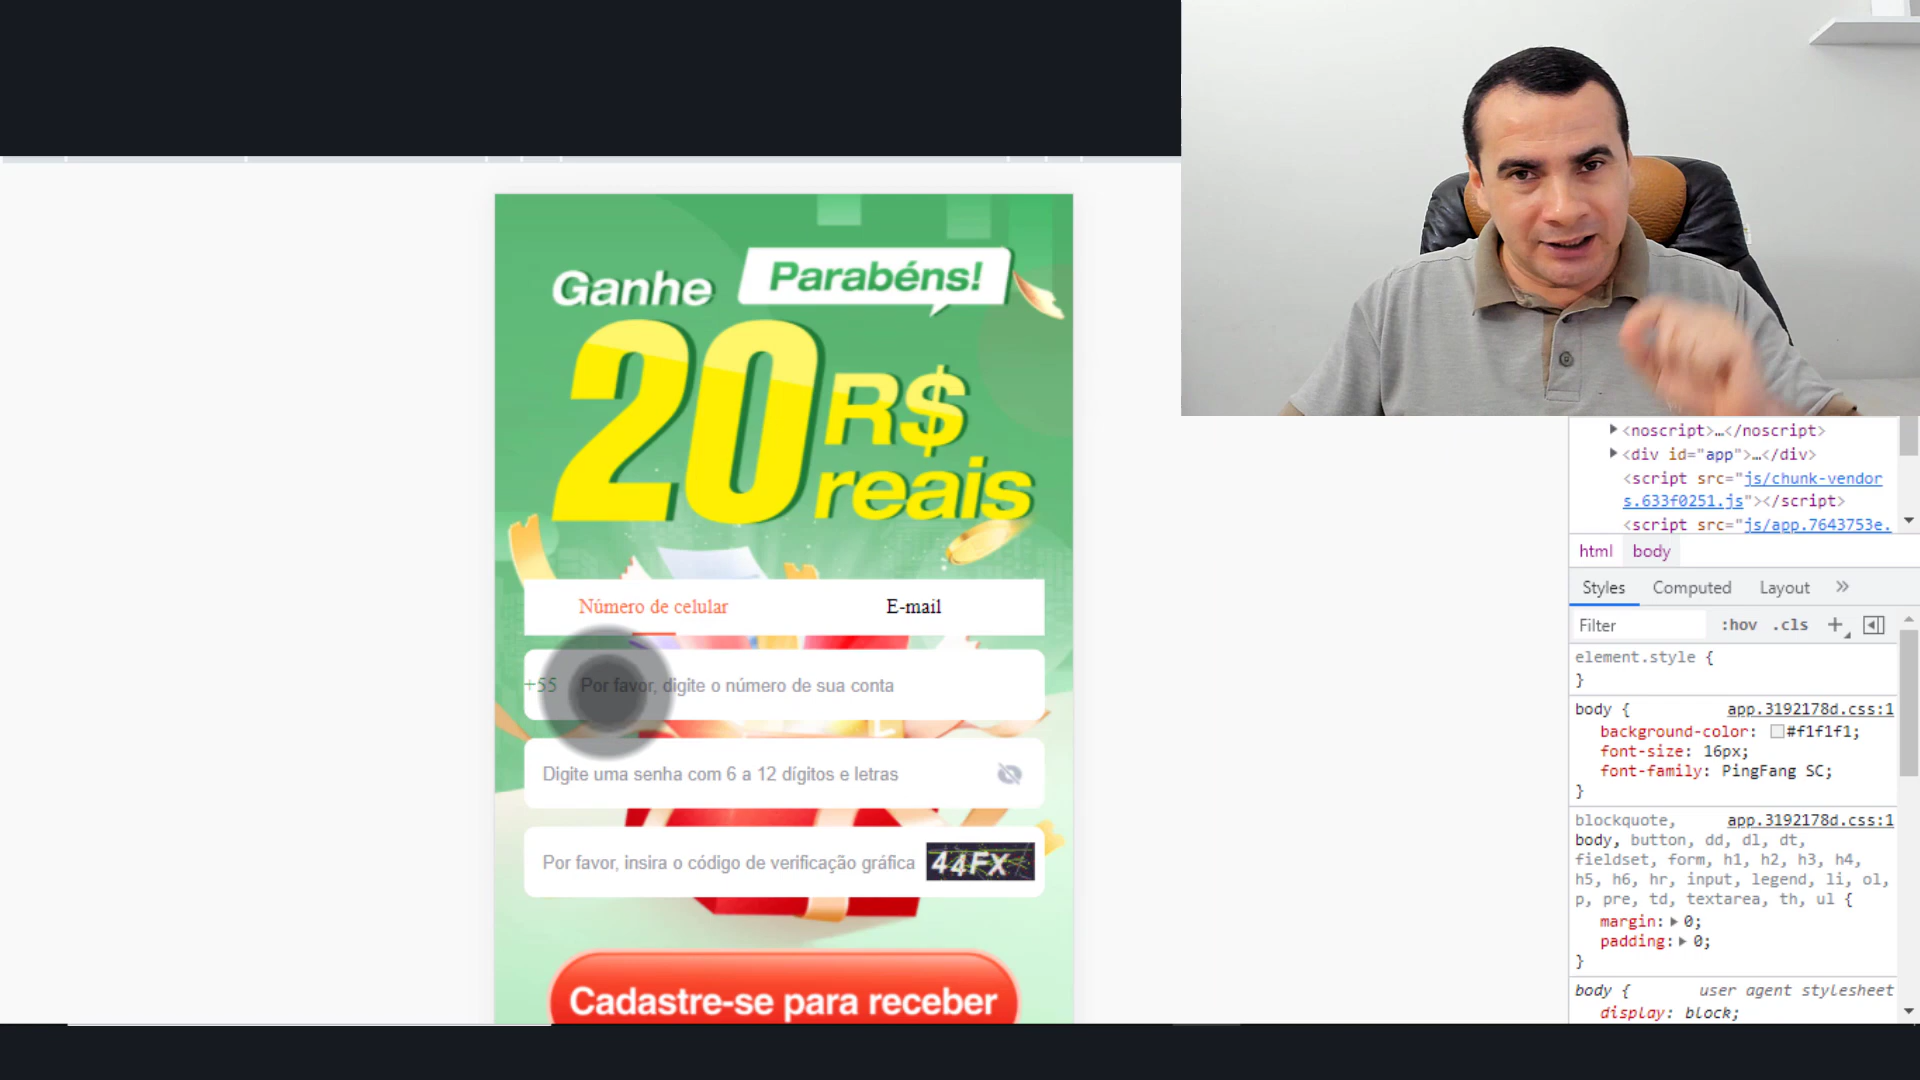 Ganhe Parabéns!
20 R$
reais
Número de celular E-mail
+55 Por favor, digite o número de sua conta
Digite uma senha com 6 a 12 dígitos e letras
Por favor, insira o código de verificação gráfica 44FX
Cadastre-se para receber
<noscript>…</noscript>
<div id="app">…</div>
<script src="js/chunk-vendor
s.633f0251.js"></script>
<script src="js/app.7643753e.
html body
Styles Computed Layout »
Filter :hov .cls +
element.style {
}
body { app.3192178d.css:1
background-color: #f1f1f1;
font-size: 16px;
font-family: PingFang SC;
}
blockquote, app.3192178d.css:1
body, button, dd, dl, dt,
fieldset, form, h1, h2, h3, h4,
h5, h6, hr, input, legend, li, ol,
p, pre, td, textarea, th, ul {
margin: 0;
padding: 0;
}
body { user agent stylesheet
display: block;